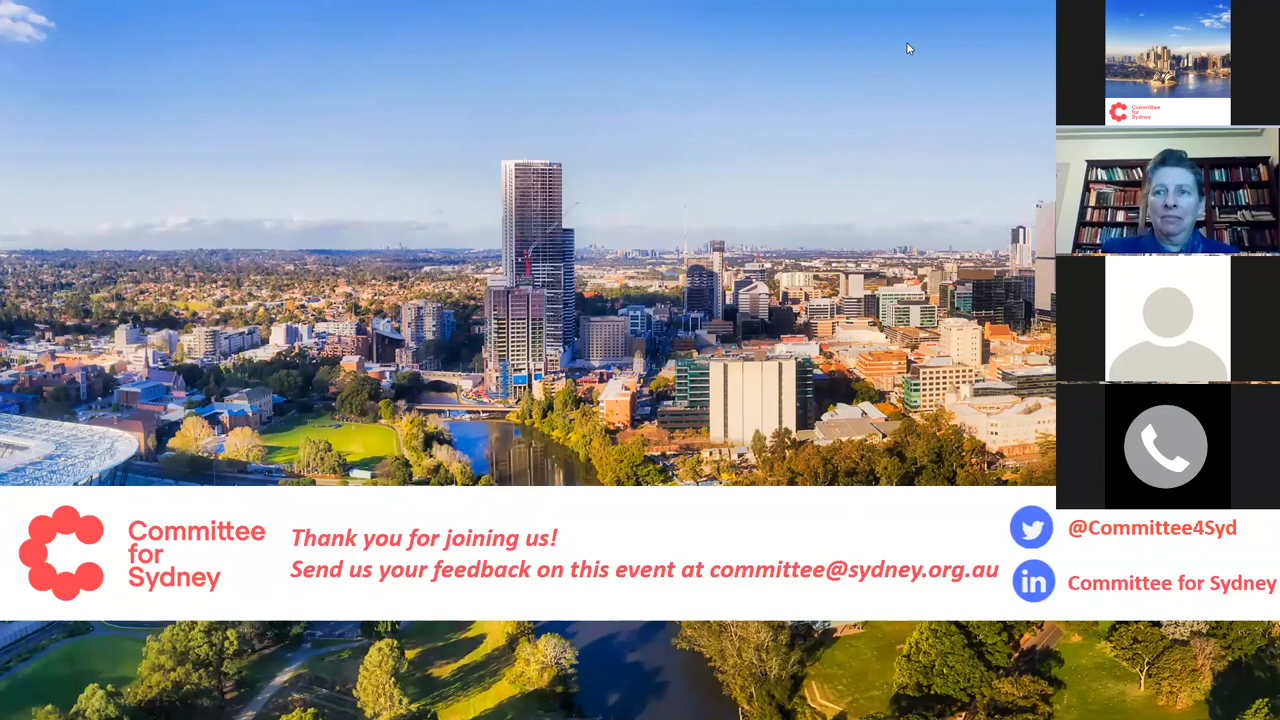 Committee
for
Sydney
Committee
for
Sydney
Thank you for joining us!
Send us your feedback on this event at committee@sydney.org.au
@Committee4Syd
in
Committee for Sydney